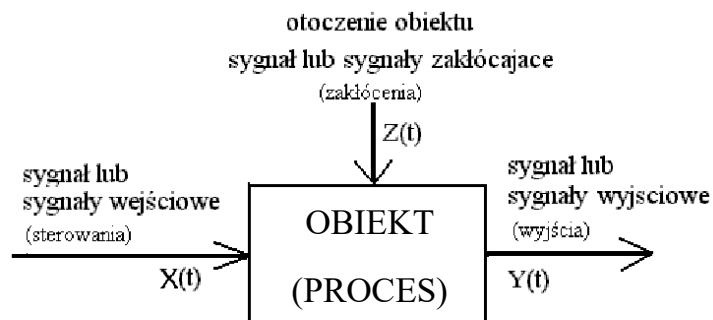 otoczenie obiektu
sygnał lub sygnały zakłócajace
(zakłócenia)
Z(t)
sygnał lub
sygnały wejściowe
(sterowania)
X(t)
OBIEKT
(PROCES)
sygnał lub
sygnały wyjsciowe
(wyjścia)
Y(t)